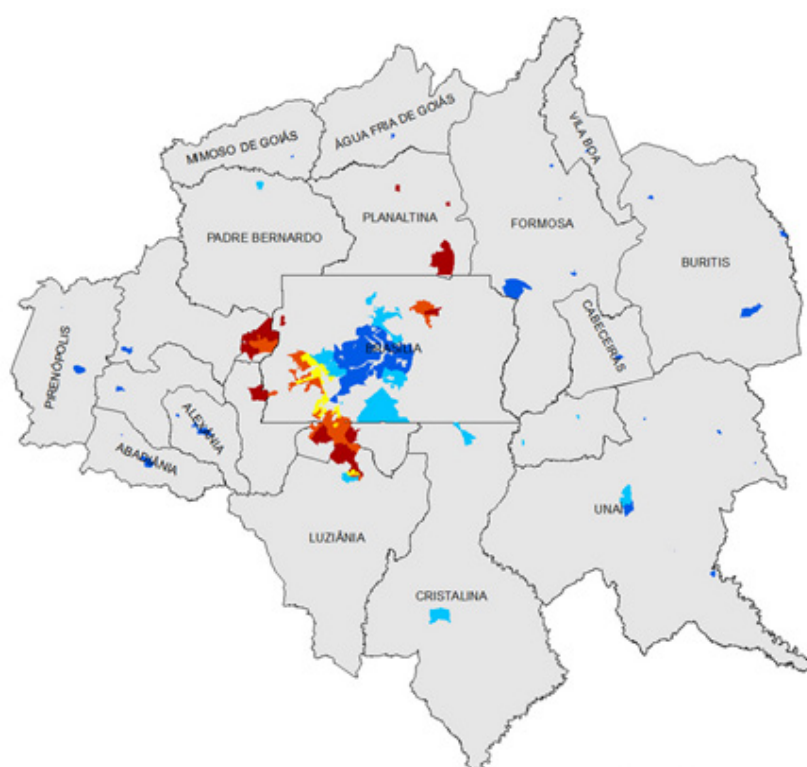 ÁGUA FRIA DE GOIÁS
MIMOSO DE GOIÁS
VILA BOA
PLANALTINA
FORMOSA
PADRE BERNARDO
BURITIS
CABECEIRAS
BRASÍLIA
PIRENÓPOLIS
ALEXÂNIA
ABADIÂNIA
UNAÍ
LUZIÂNIA
CRISTALINA